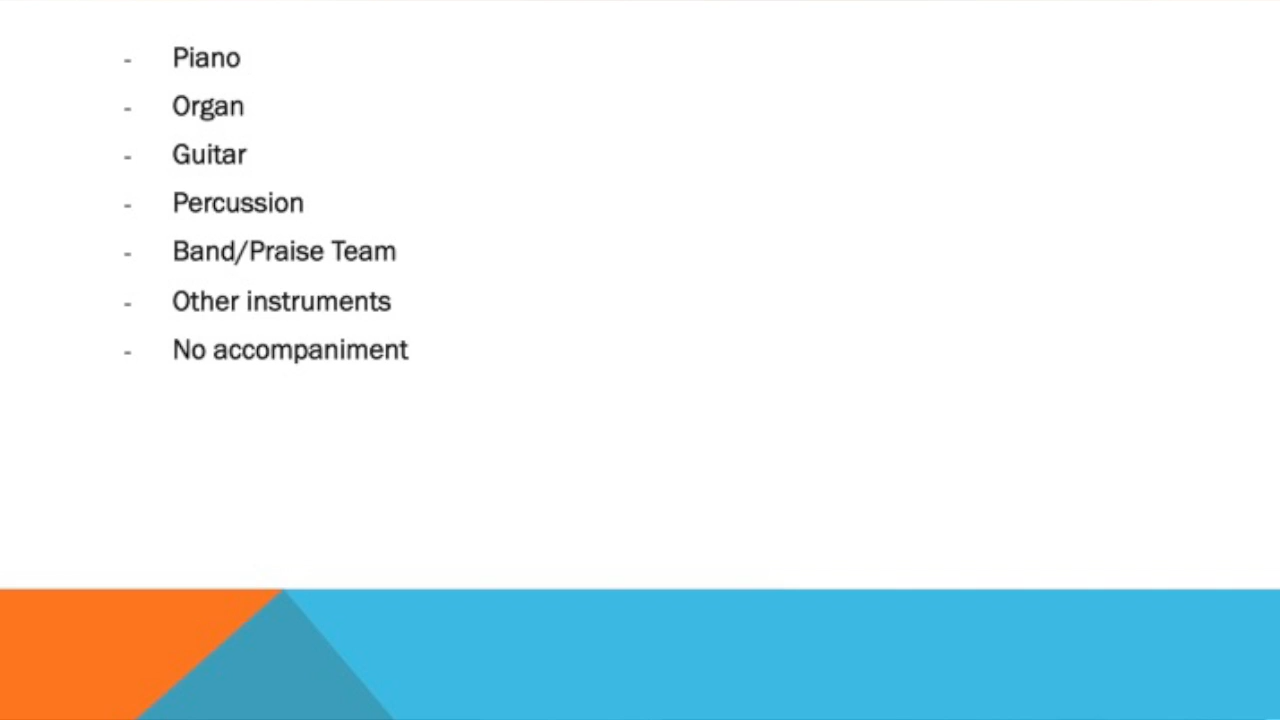 - Piano
- Organ
- Guitar
- Percussion
- Band/Praise Team
- Other instruments
- No accompaniment